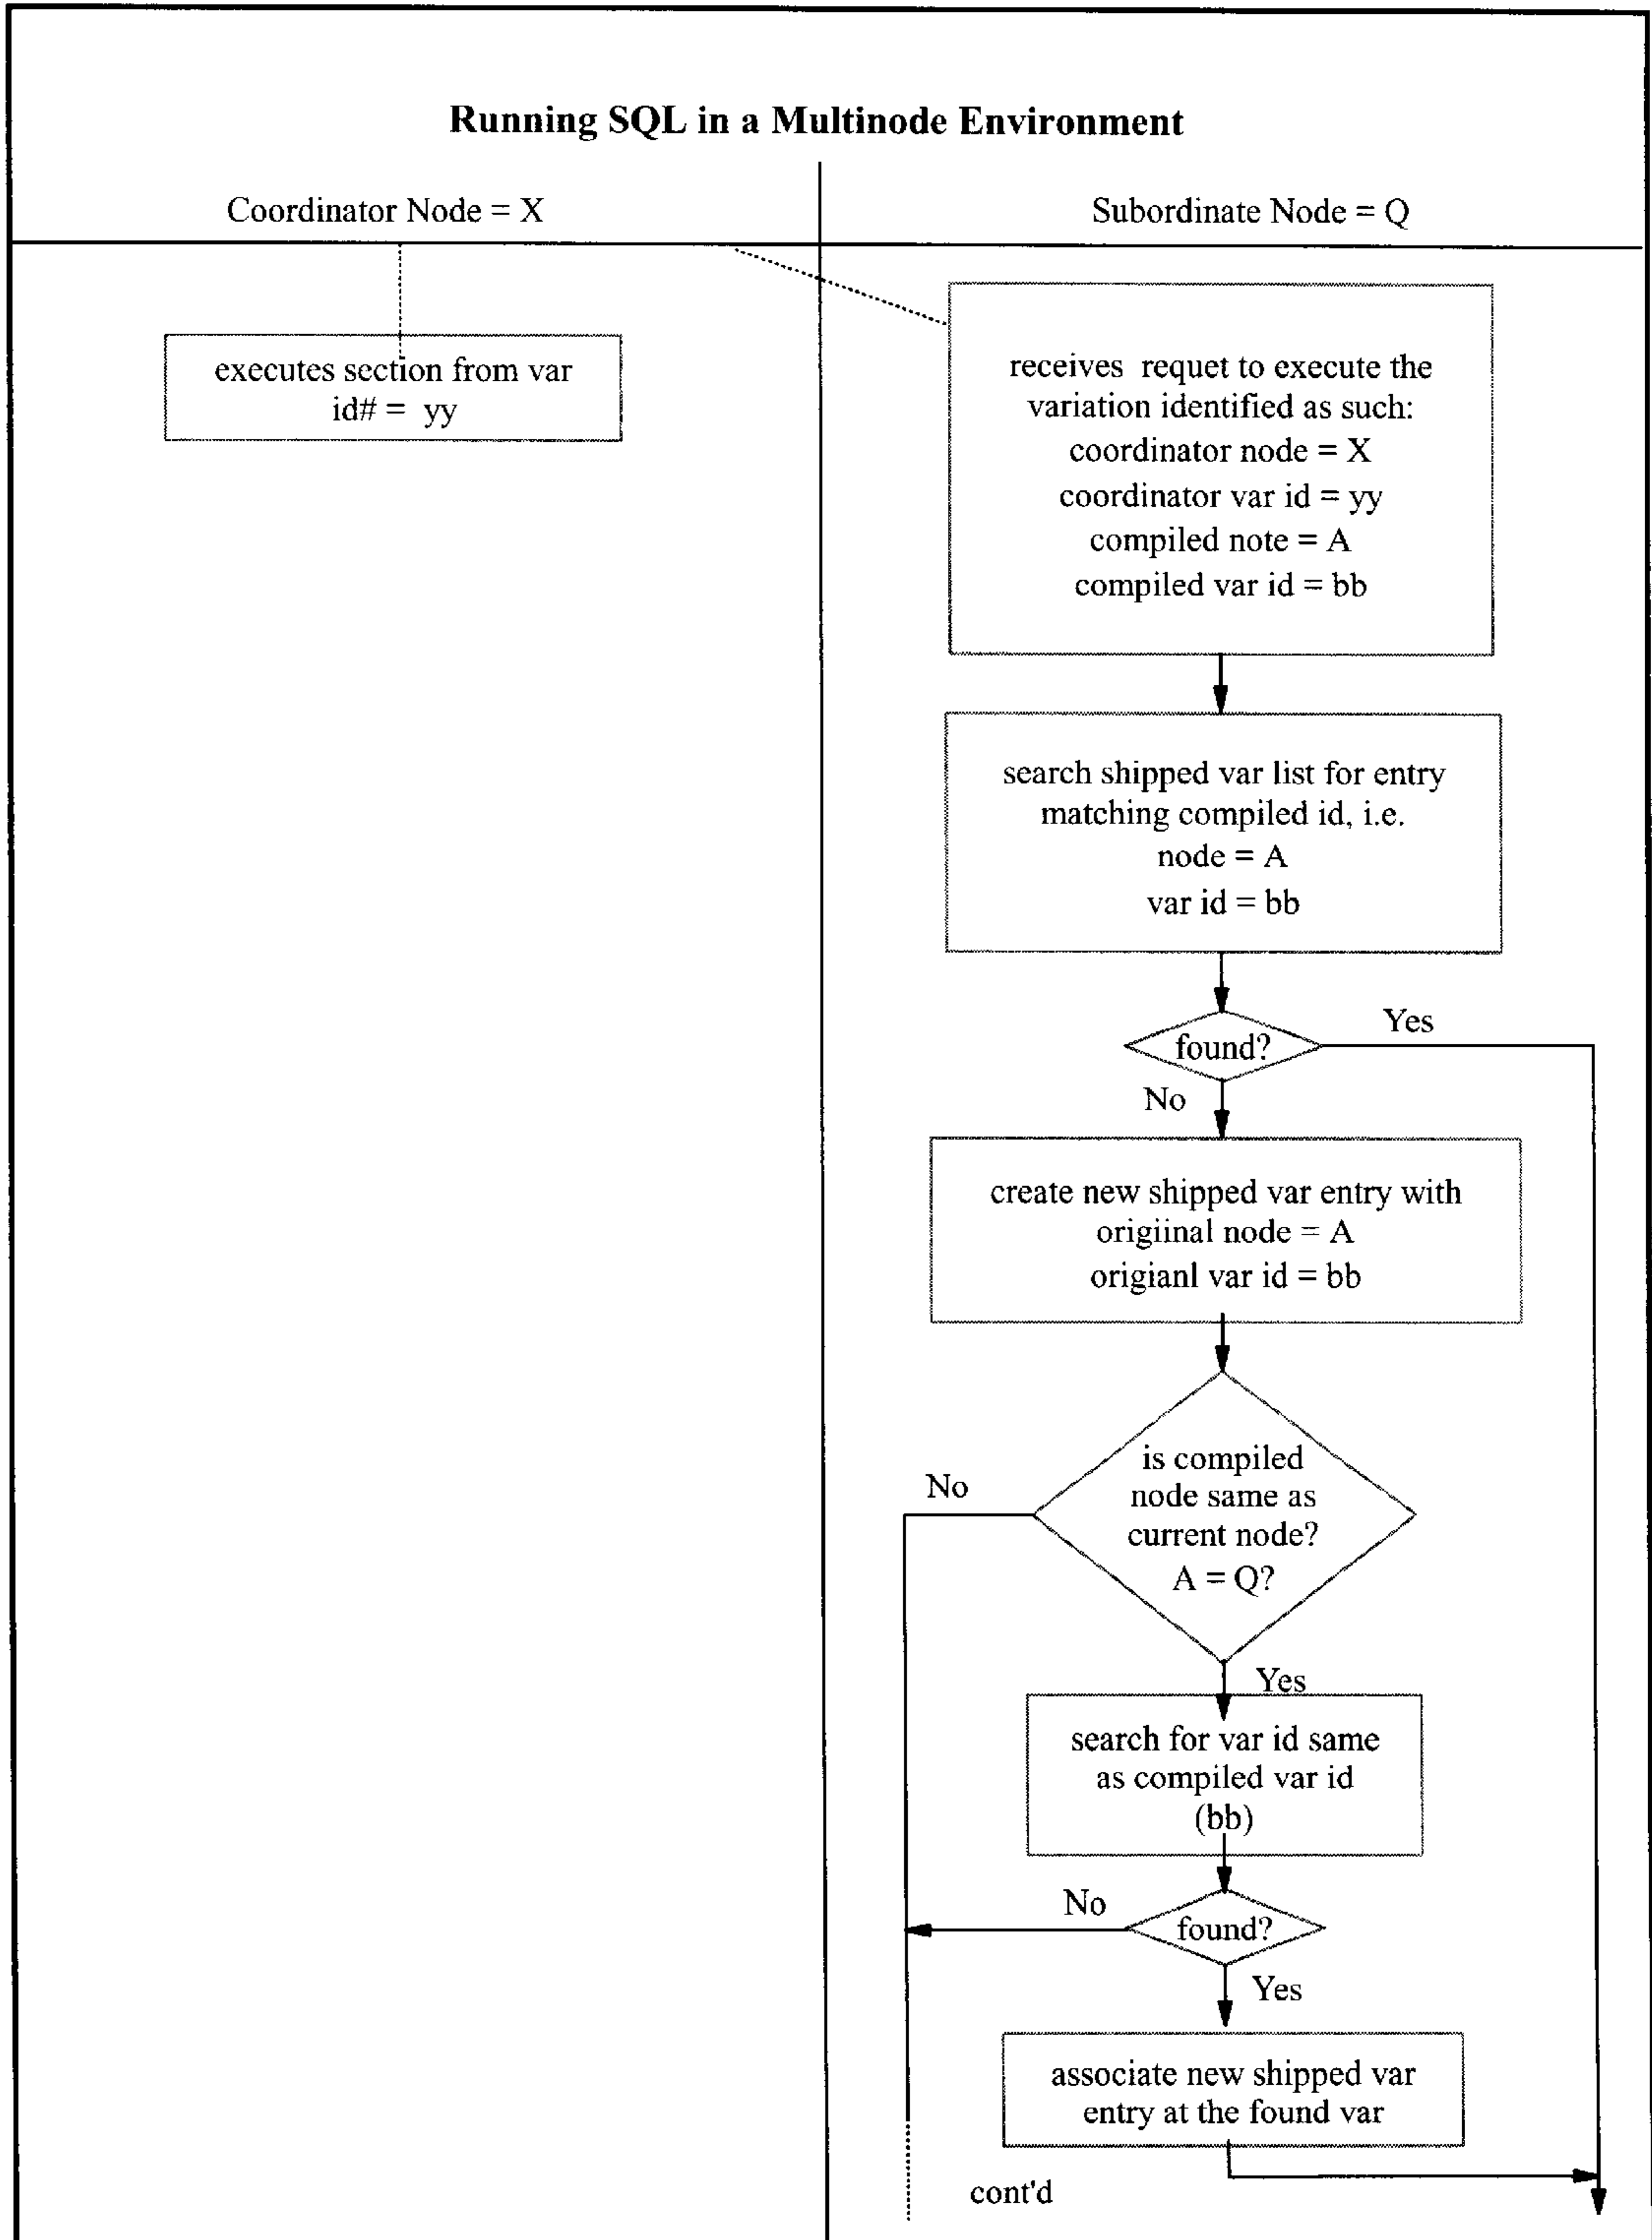 Running SQL in a Multinode Environment
Coordinator Node = X
Subordinate Node = Q
executes section from var
id# = yy
receives requet to execute the
variation identified as such:
coordinator node = X
coordinator var id = yy
compiled note = A
compiled var id = bb
search shipped var list for entry
matching compiled id, i.e.
node = A
var id = bb
found?
Yes
No
create new shipped var entry with
origiinal node = A
origianl var id = bb
is compiled
node same as
current node?
A = Q?
No
Yes
search for var id same
as compiled var id
(bb)
No
found?
Yes
associate new shipped var
entry at the found var
cont'd